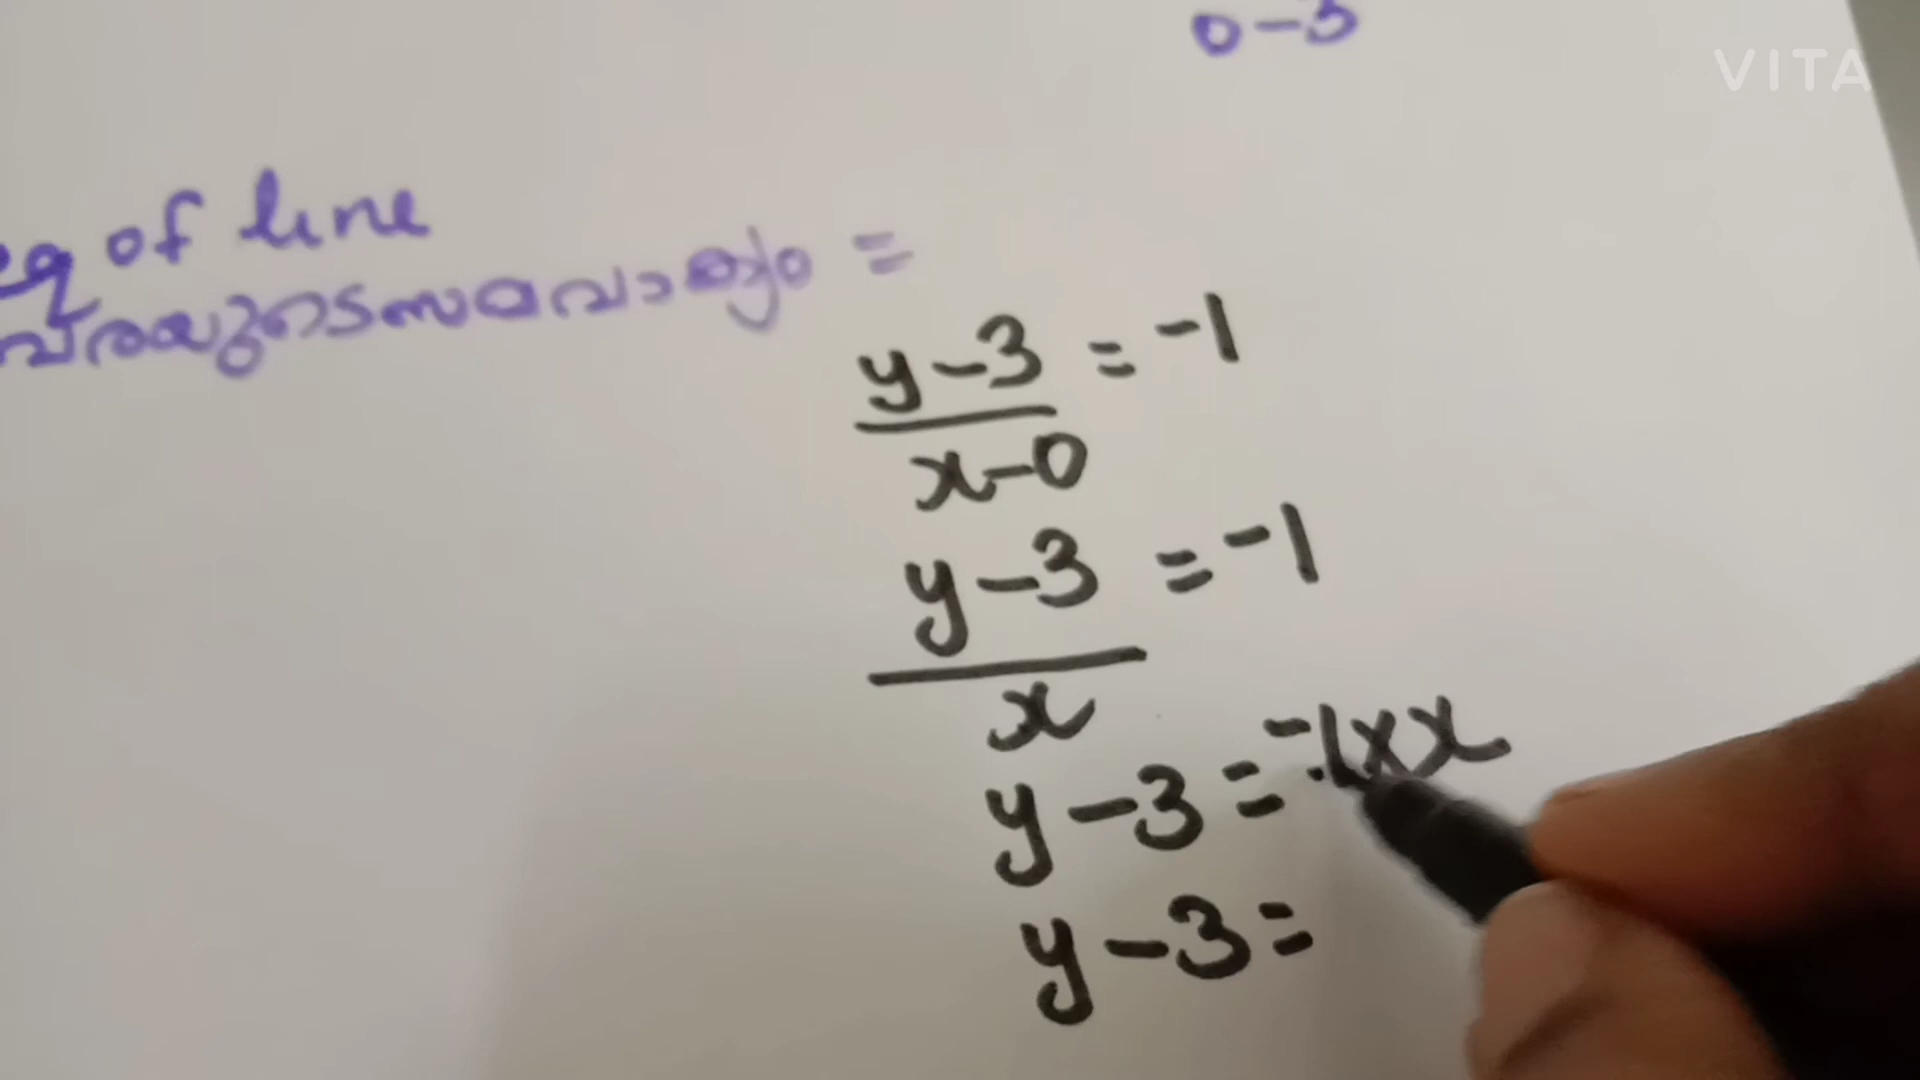 0-3
VITA
eq of line
വരയുടെ സമവാക്യം =
y-3 = -1
x-0
y-3 = -1
x
y-3 = -1×x
y-3 =